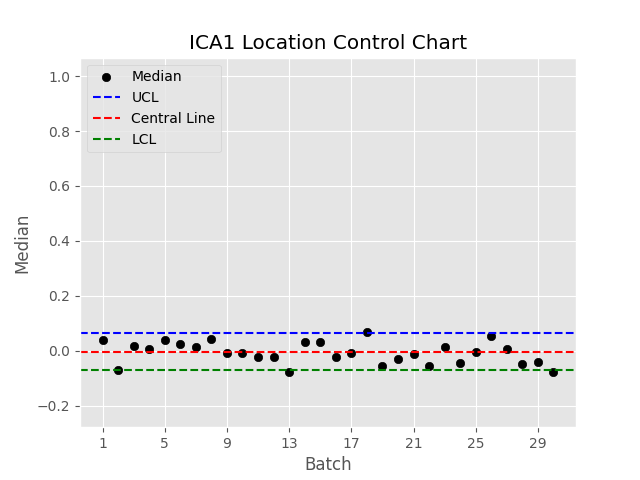 ICA1 Location Control Chart
Median
UCL
Central Line
LCL
1.0
0.8
0.6
0.4
0.2
0.0
−0.2
Median
1 5 9 13 17 21 25 29
Batch